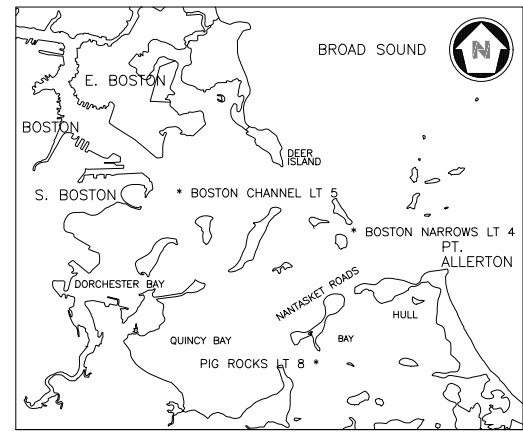 BROAD SOUND
N
E. BOSTON
BOSTON
DEER
ISLAND
S. BOSTON
* BOSTON CHANNEL LT 5
* BOSTON NARROWS LT 4
PT.
ALLERTON
DORCHESTER BAY
NANTASKET ROADS
HULL
QUINCY BAY
BAY
PIG ROCKS LT 8 *